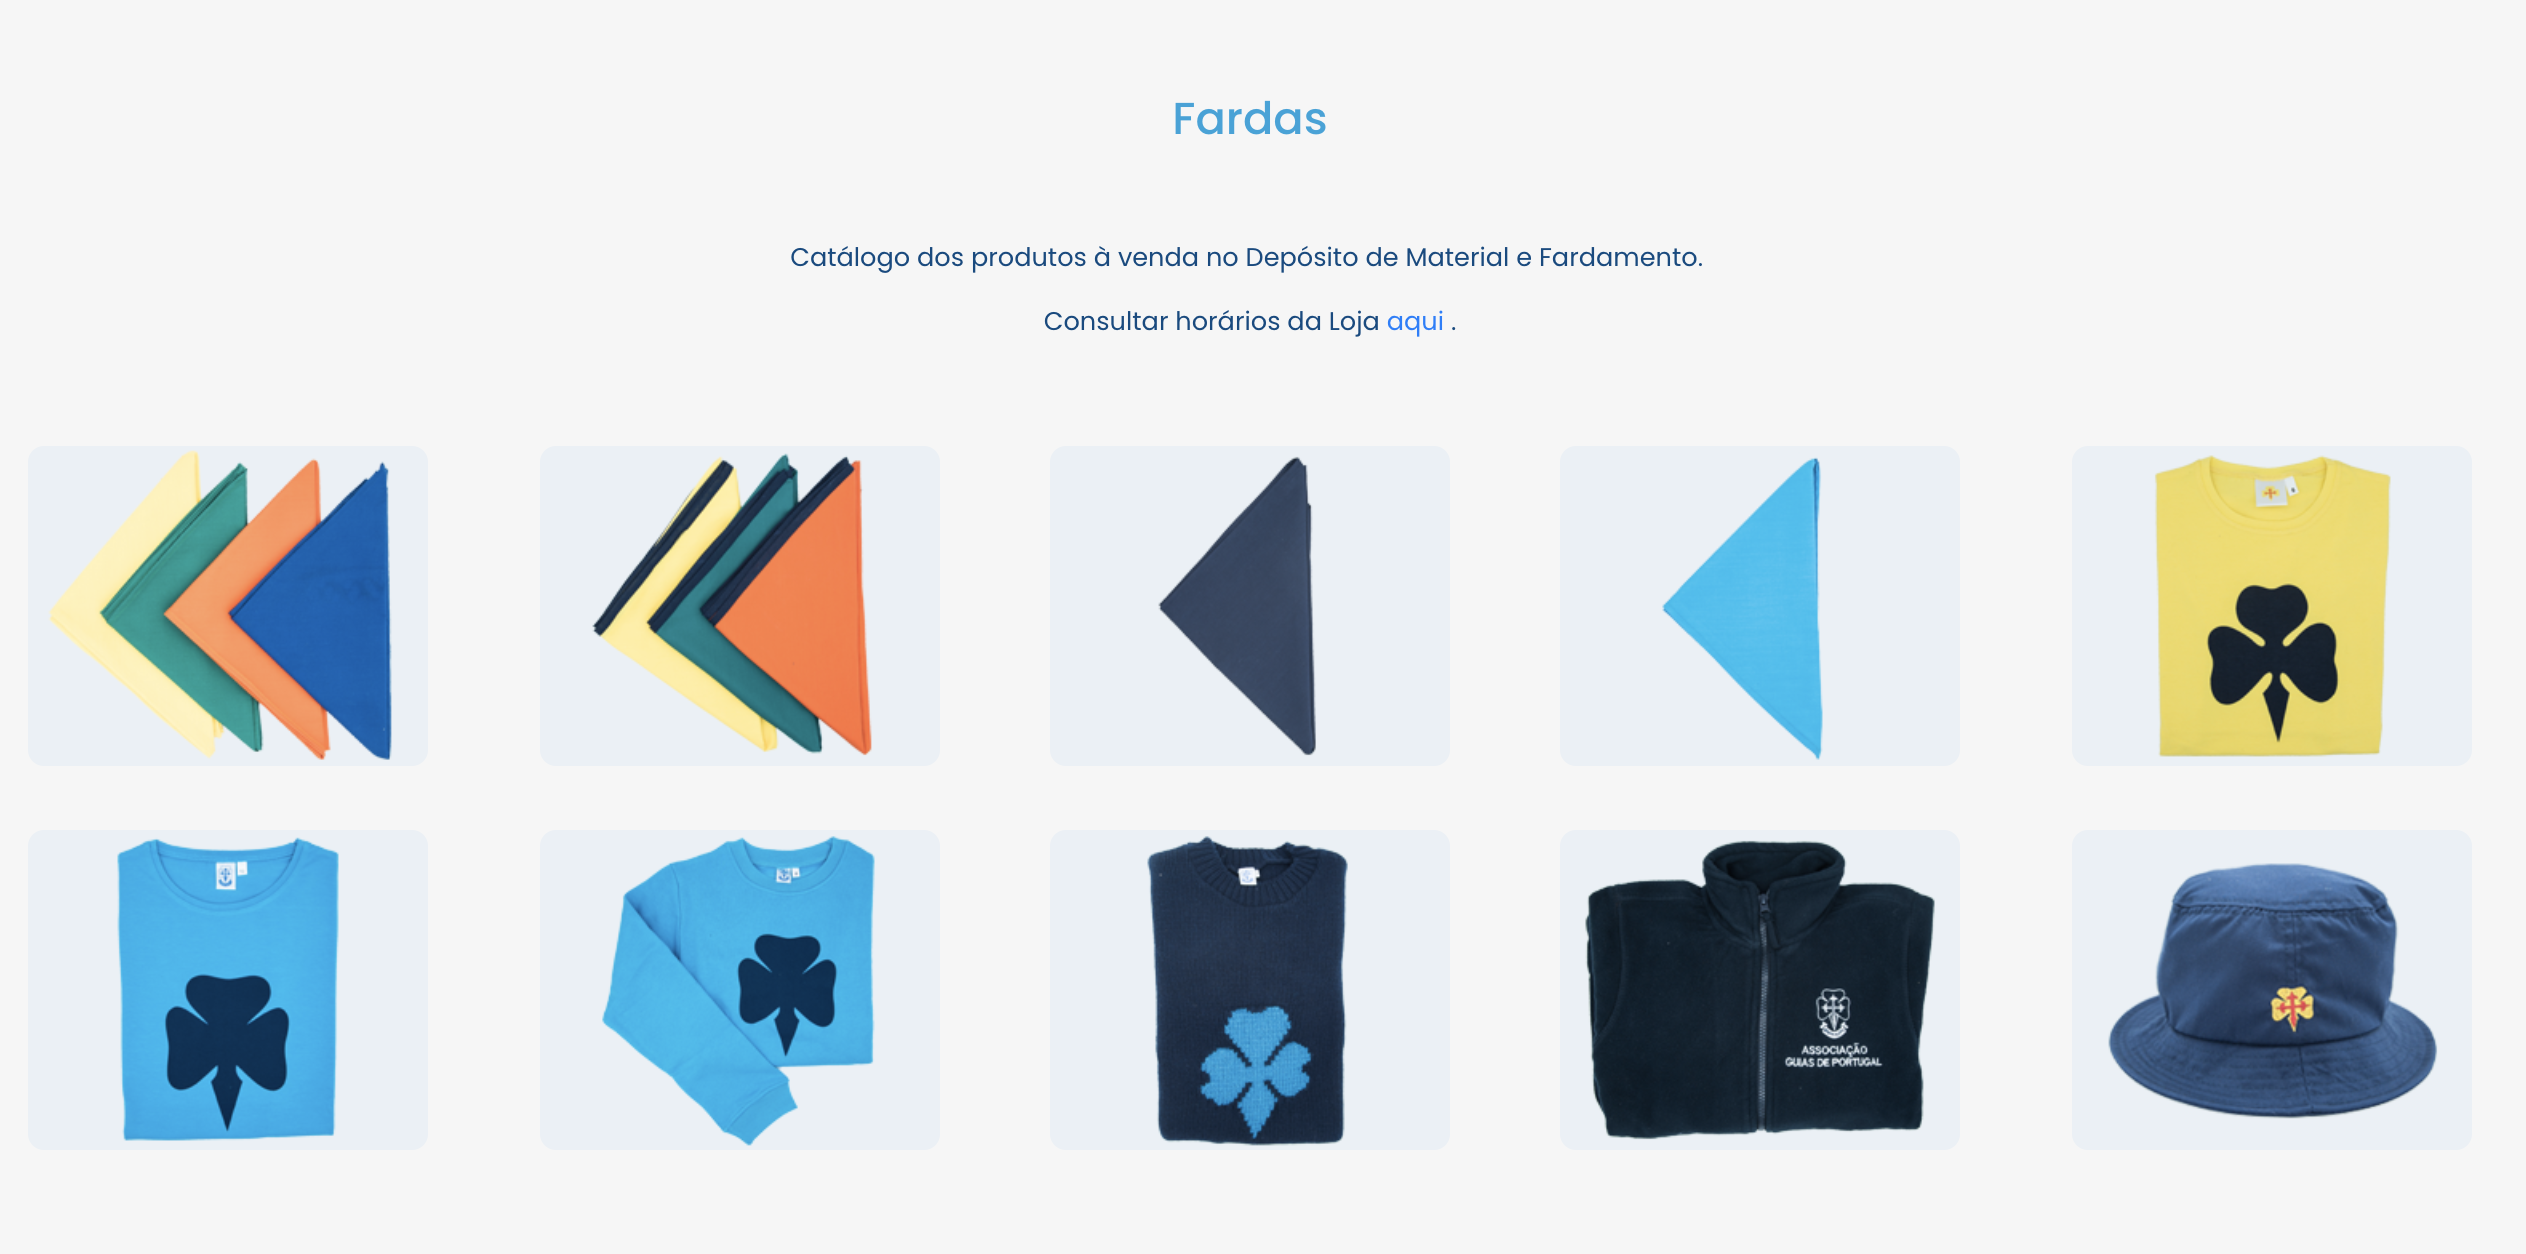 Fardas
Catálogo dos produtos à venda no Depósito de Material e Fardamento.
Consultar horários da Loja aqui .
ASSOCIAÇÃO
GUIAS DE PORTUGAL